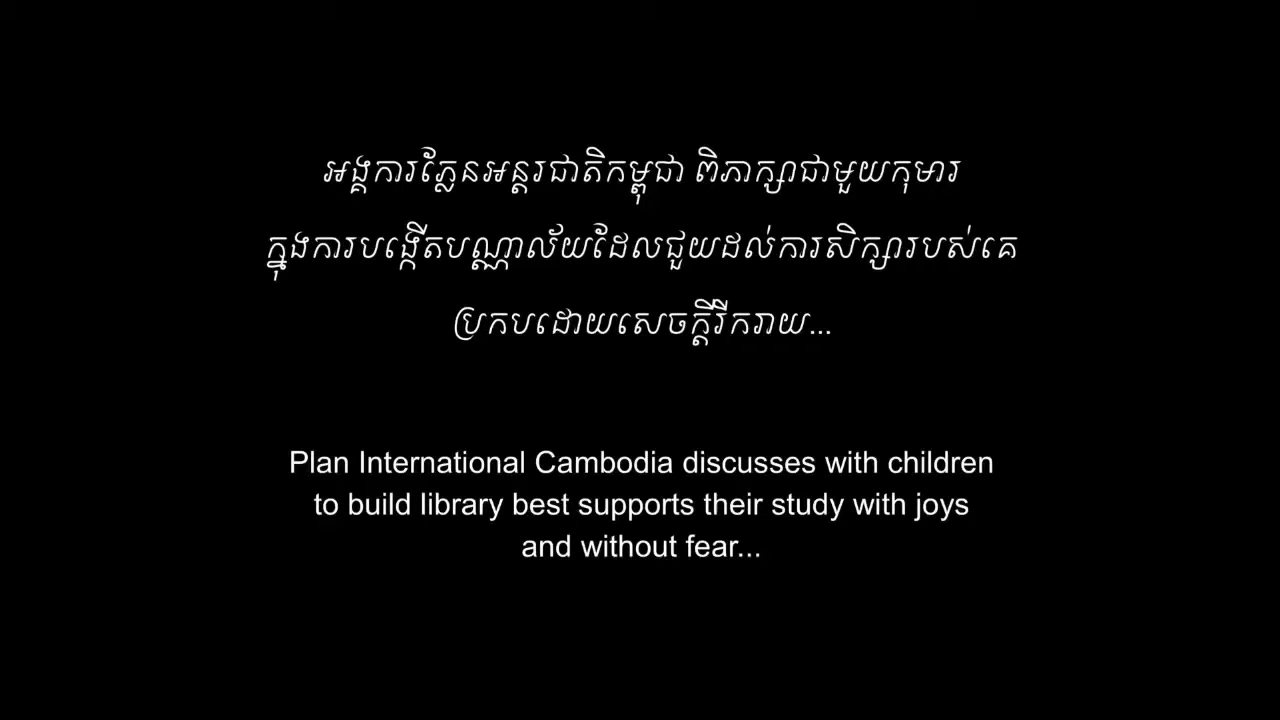 អង្គការភ្លែនអន្តរជាតិកម្ពុជា ពិភាក្សាជាមួយកុមារ
ក្នុងការបង្កើតបណ្ណាល័យដែលជួយដល់ការសិក្សារបស់គេ
ប្រកបដោយសេចក្តីរីករាយ...
Plan International Cambodia discusses with children
to build library best supports their study with joys
and without fear...